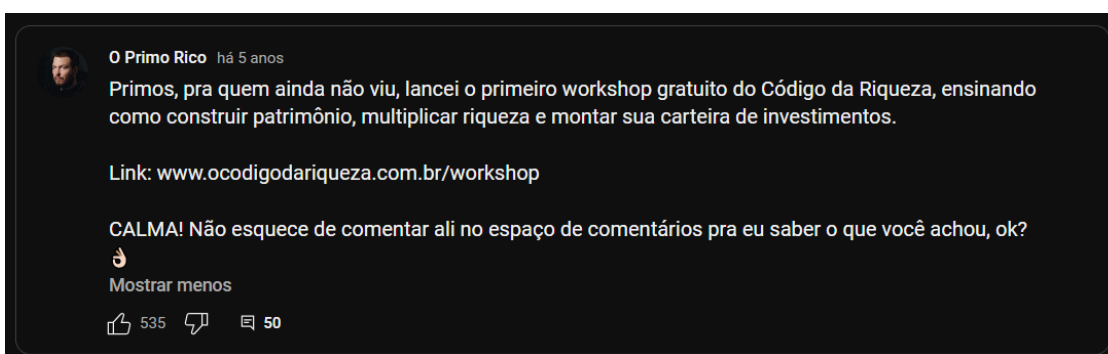 O Primo Rico há 5 anos
Primos, pra quem ainda não viu, lancei o primeiro workshop gratuito do Código da Riqueza, ensinando
como construir patrimônio, multiplicar riqueza e montar sua carteira de investimentos.
Link: www.ocodigodariqueza.com.br/workshop
CALMA! Não esquece de comentar ali no espaço de comentários pra eu saber o que você achou, ok?
👌🏻
Mostrar menos
535 50